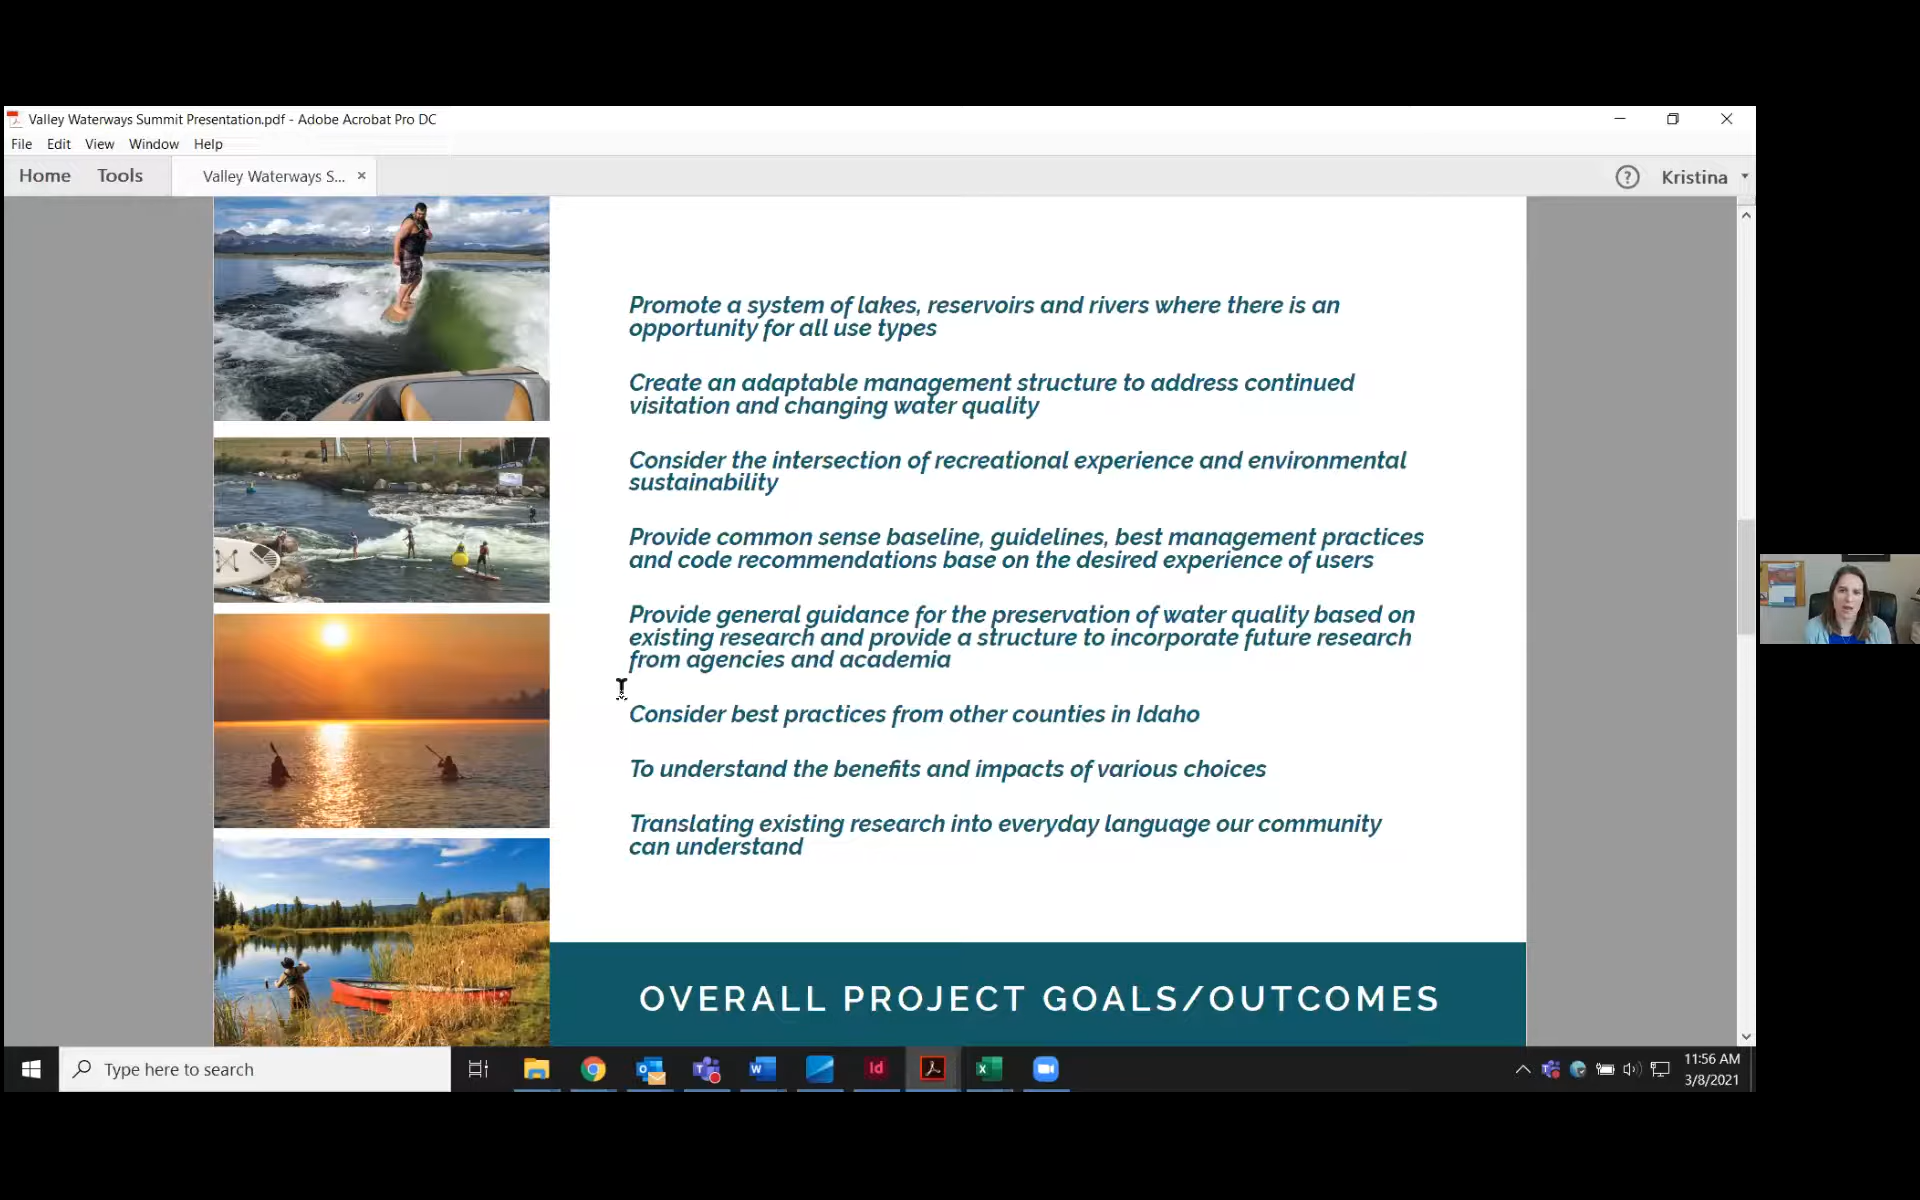 Valley Waterways Summit Presentation.pdf - Adobe Acrobat Pro DC
File Edit View Window Help
Home Tools Valley Waterways S... × ? Kristina
Promote a system of lakes, reservoirs and rivers where there is an
opportunity for all use types
Create an adaptable management structure to address continued
visitation and changing water quality
Consider the intersection of recreational experience and environmental
sustainability
Provide common sense baseline, guidelines, best management practices
and code recommendations base on the desired experience of users
Provide general guidance for the preservation of water quality based on
existing research and provide a structure to incorporate future research
from agencies and academia
Consider best practices from other counties in Idaho
To understand the benefits and impacts of various choices
Translating existing research into everyday language our community
can understand
OVERALL PROJECT GOALS/OUTCOMES
Type here to search
11:56 AM
3/8/2021